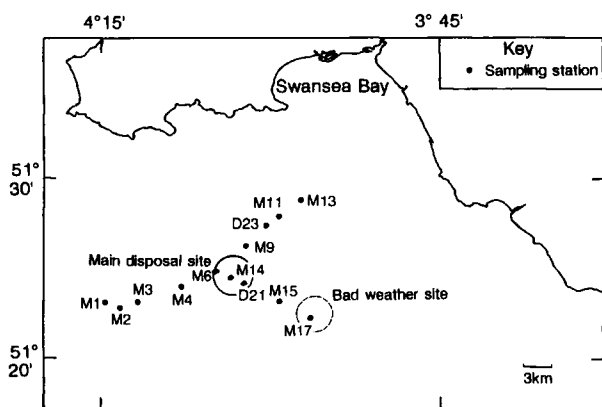 4° 15'
3° 45'
Key
Sampling station
Swansea Bay
51°
30'
M11
M13
D23
M9
Main disposal site
M6
M14
M3
M4
D21
M15
Bad weather site
M1
M2
M17
51°
20'
3km